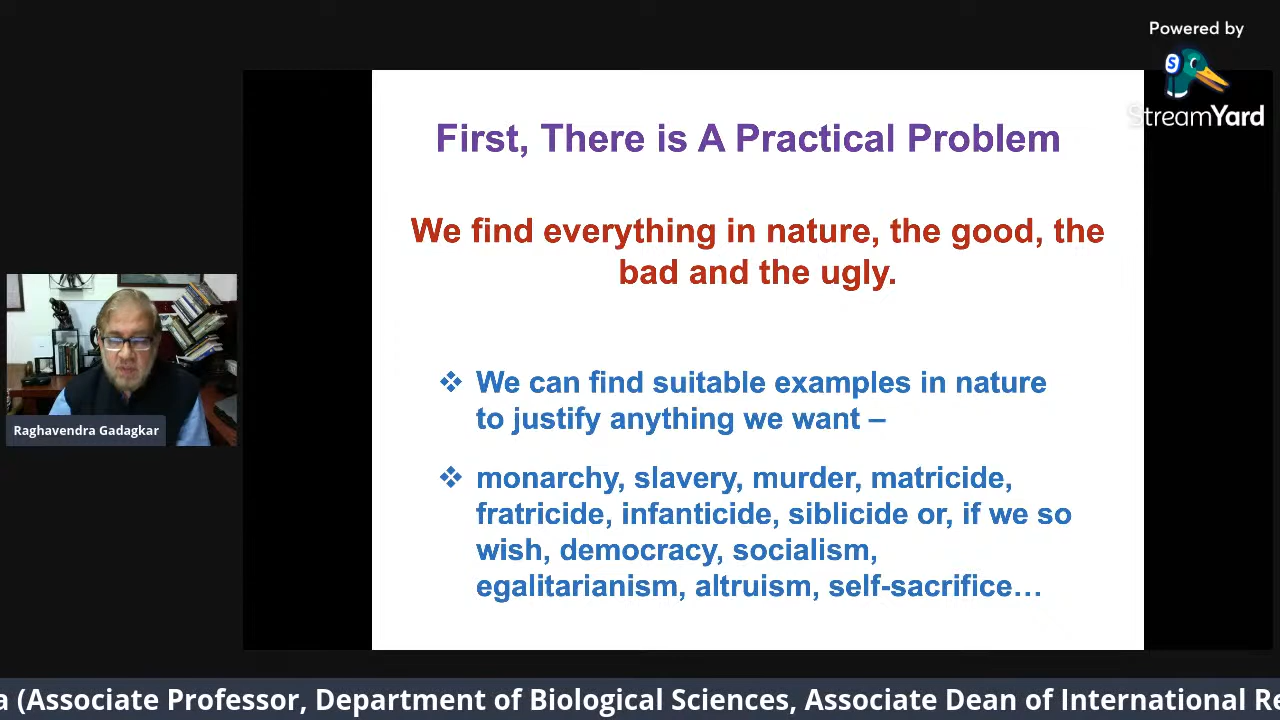 Powered by
S
StreamYard
First, There is A Practical Problem
We find everything in nature, the good, the
bad and the ugly.
❖ We can find suitable examples in nature
to justify anything we want –
❖ monarchy, slavery, murder, matricide,
fratricide, infanticide, siblicide or, if we so
wish, democracy, socialism,
egalitarianism, altruism, self-sacrifice…
Raghavendra Gadagkar
a (Associate Professor, Department of Biological Sciences, Associate Dean of International Re